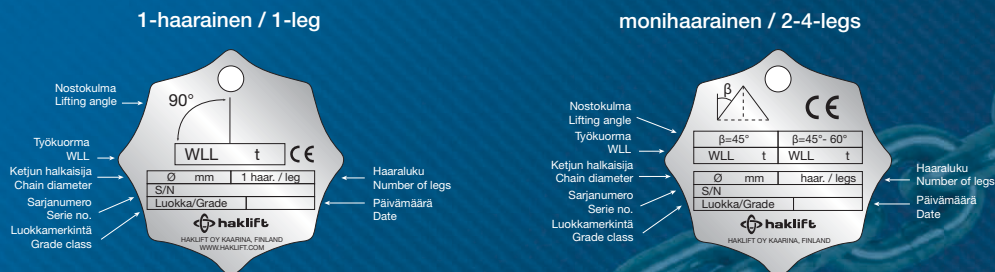 1-haarainen / 1-leg
Nostokulma
Lifting angle
Työkuorma
WLL
Ketjun halkaisija
Chain diameter
Sarjanumero
Serie no.
Luokkamerkintä
Grade class
90°
WLL t CE
Ø mm 1 haar. / leg
S/N
Luokka/Grade
haklift
HAKLIFT OY KAARINA, FINLAND
WWW.HAKLIFT.COM
Haaraluku
Number of legs
Päivämäärä
Date
monihaarainen / 2-4-legs
Nostokulma
Lifting angle
Työkuorma
WLL
Ketjun halkaisija
Chain diameter
Sarjanumero
Serie no.
Luokkamerkintä
Grade class
β
CE
β=45° β=45°- 60°
WLL t WLL t
Ø mm haar. / legs
S/N
Luokka/Grade
haklift
HAKLIFT OY KAARINA, FINLAND
Haaraluku
Number of legs
Päivämäärä
Date